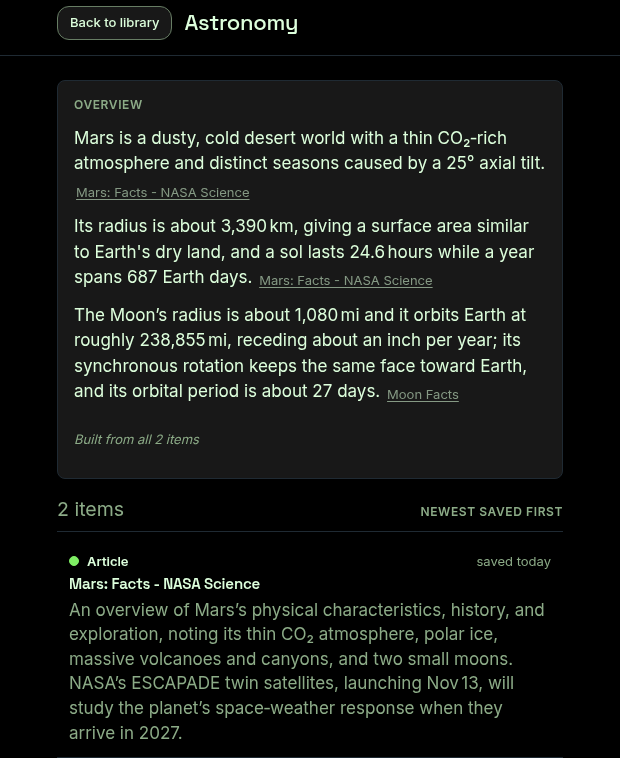 Back to library
Astronomy
OVERVIEW
Mars is a dusty, cold desert world with a thin CO₂-rich
atmosphere and distinct seasons caused by a 25° axial tilt.
Mars: Facts - NASA Science
Its radius is about 3,390 km, giving a surface area similar
to Earth's dry land, and a sol lasts 24.6 hours while a year
spans 687 Earth days. Mars: Facts - NASA Science
The Moon’s radius is about 1,080 mi and it orbits Earth at
roughly 238,855 mi, receding about an inch per year; its
synchronous rotation keeps the same face toward Earth,
and its orbital period is about 27 days. Moon Facts
Built from all 2 items
2 items
NEWEST SAVED FIRST
Article
saved today
Mars: Facts - NASA Science
An overview of Mars’s physical characteristics, history, and
exploration, noting its thin CO₂ atmosphere, polar ice,
massive volcanoes and canyons, and two small moons.
NASA’s ESCAPADE twin satellites, launching Nov 13, will
study the planet’s space-weather response when they
arrive in 2027.